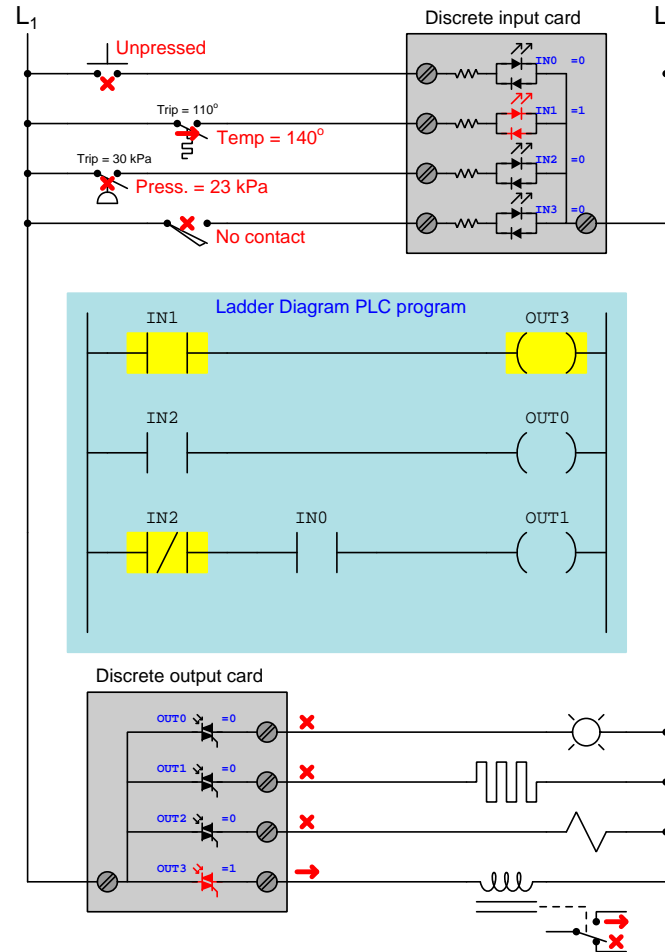 L₁
Discrete input card
L
Unpressed
IN0 =0
Trip = 110°
IN1 =1
Temp = 140°
Trip = 30 kPa
IN2 =0
Press. = 23 kPa
IN3 =0
No contact
Ladder Diagram PLC program
IN1 OUT3
IN2 OUT0
IN2 IN0 OUT1
Discrete output card
OUT0 =0
OUT1 =0
OUT2 =0
OUT3 =1